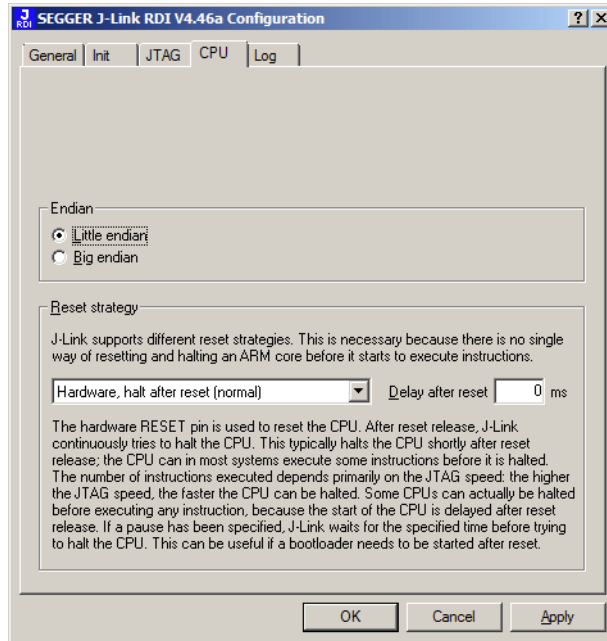 J RDI SEGGER J-Link RDI V4.46a Configuration ? x
General Init JTAG CPU Log
Endian
Little endian
Big endian
Reset strategy
J-Link supports different reset strategies. This is necessary because there is no single
way of resetting and halting an ARM core before it starts to execute instructions.
Hardware, halt after reset (normal) Delay after reset 0 ms
The hardware RESET pin is used to reset the CPU. After reset release, J-Link
continuously tries to halt the CPU. This typically halts the CPU shortly after reset
release; the CPU can in most systems execute some instructions before it is halted.
The number of instructions executed depends primarily on the JTAG speed: the higher
the JTAG speed, the faster the CPU can be halted. Some CPUs can actually be halted
before executing any instruction, because the start of the CPU is delayed after reset
release. If a pause has been specified, J-Link waits for the specified time before trying
to halt the CPU. This can be useful if a bootloader needs to be started after reset.
OK Cancel Apply